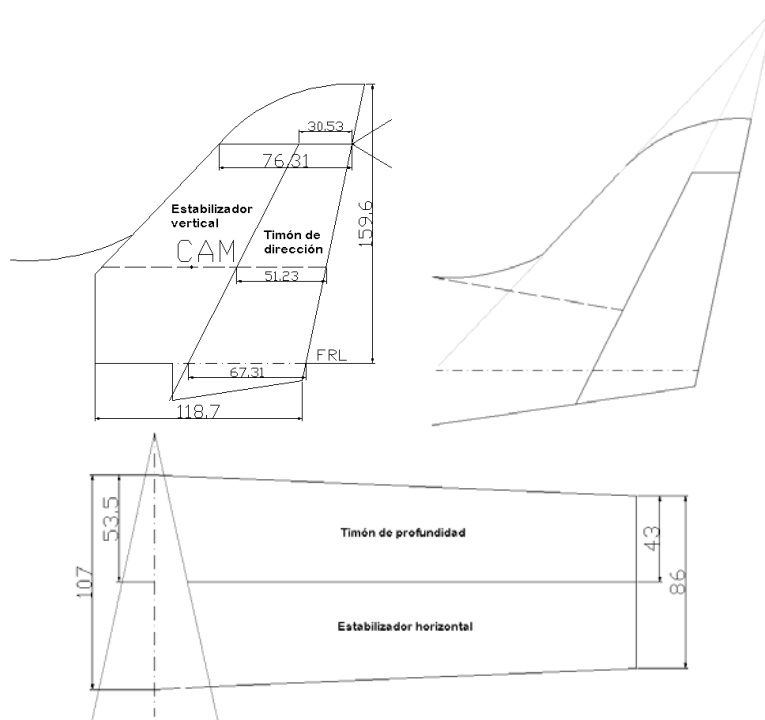 30.53
76.31
Estabilizador
vertical
Timón de
dirección
159.6
CAM
51.23
FRL
67.31
118.7
53.5
107
Timón de profundidad
43
86
Estabilizador horizontal